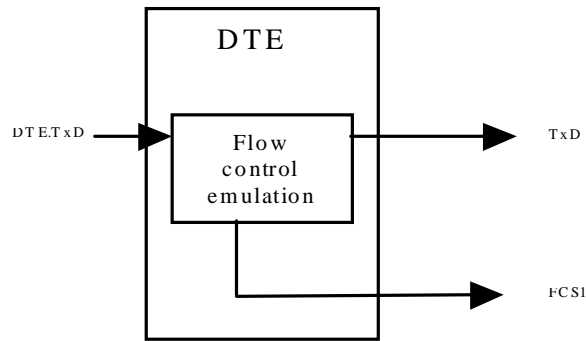 DTE
DTE.TxD
Flow
control
emulation
TxD
FCS1